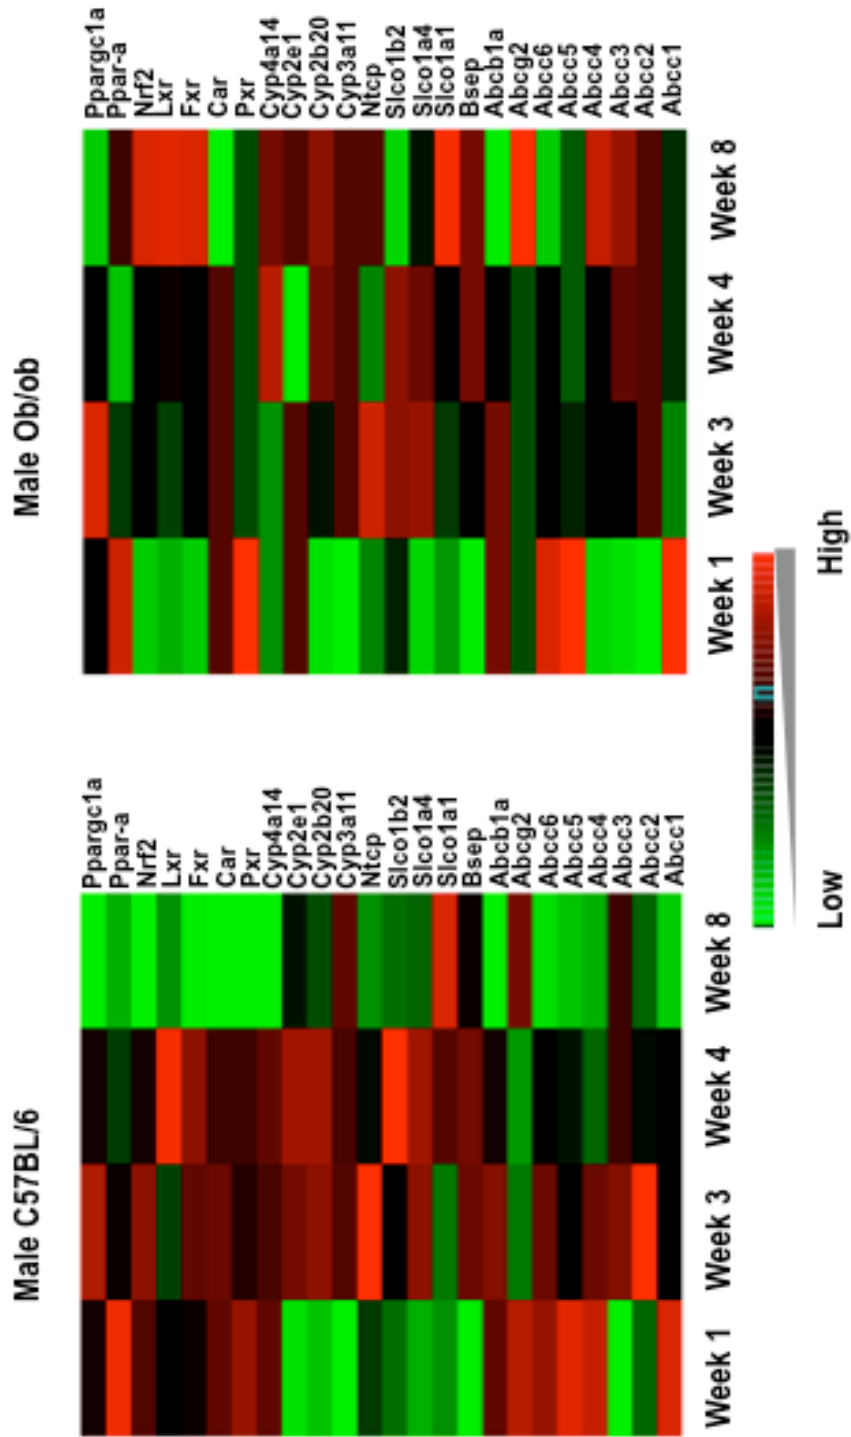 Male C57BL/6
Ppargc1a
Ppar-a
Nrf2
Lxr
Fxr
Car
Pxr
Cyp4a14
Cyp2e1
Cyp2b20
Cyp3a11
Ntcp
Slco1b2
Slco1a4
Slco1a1
Bsep
Abcb1a
Abcg2
Abcc6
Abcc5
Abcc4
Abcc3
Abcc2
Abcc1
Week 1 Week 3 Week 4 Week 8
Male Ob/ob
Ppargc1a
Ppar-a
Nrf2
Lxr
Fxr
Car
Pxr
Cyp4a14
Cyp2e1
Cyp2b20
Cyp3a11
Ntcp
Slco1b2
Slco1a4
Slco1a1
Bsep
Abcb1a
Abcg2
Abcc6
Abcc5
Abcc4
Abcc3
Abcc2
Abcc1
Week 1 Week 3 Week 4 Week 8
Low High